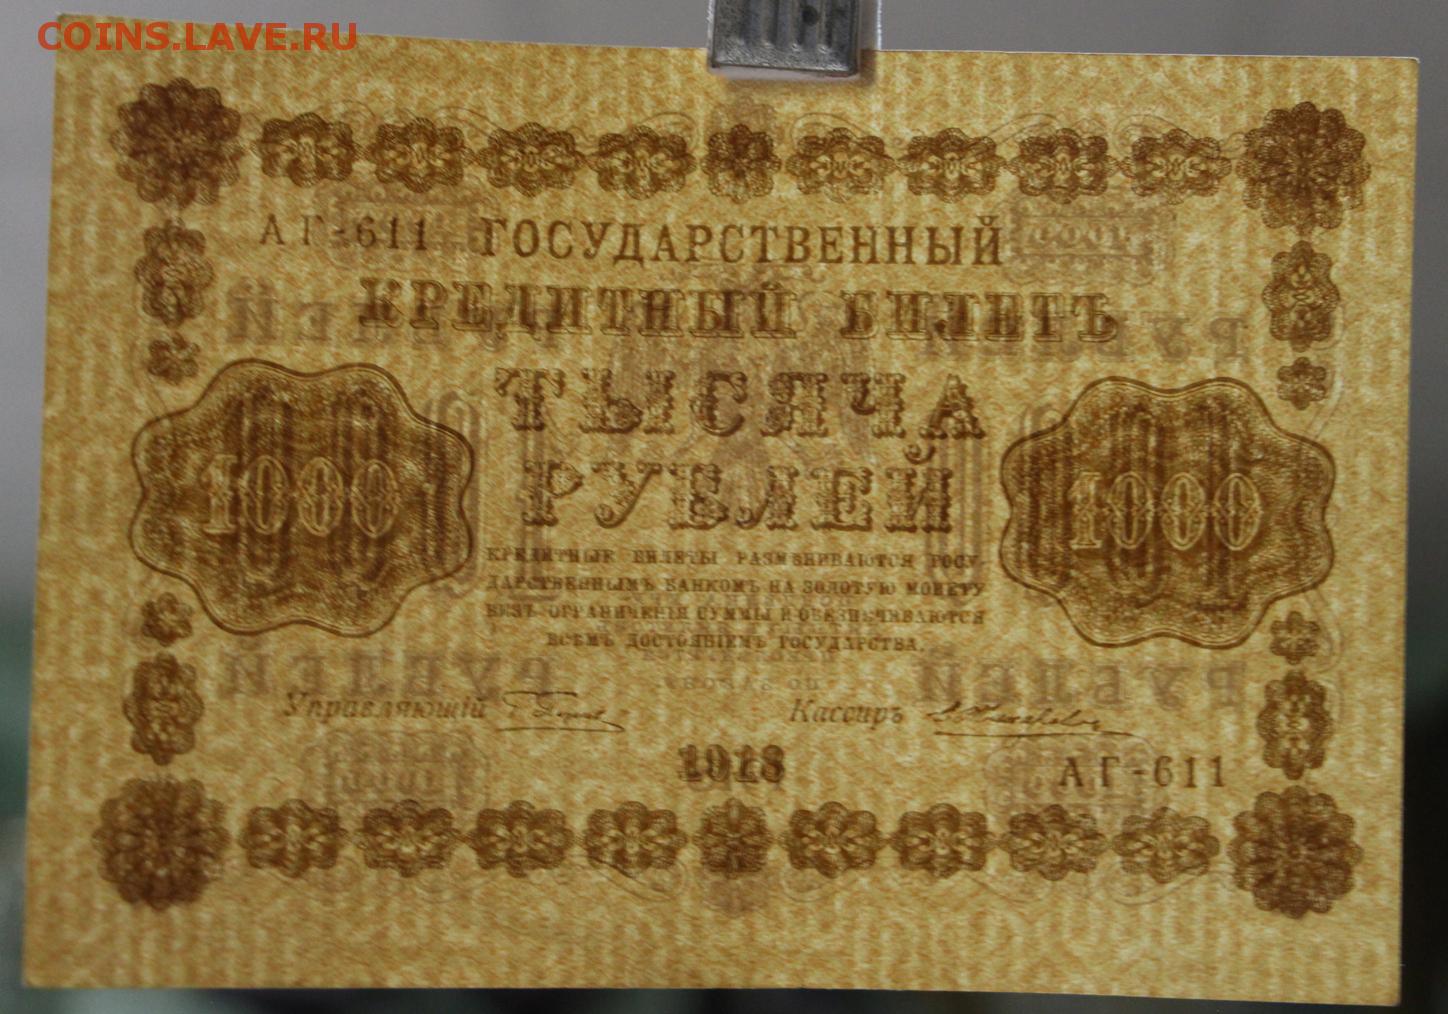 COINS.LAVE.RU
АГ-611 ГОСУДАРСТВЕННЫЙ
КРЕДИТНЫЙ БИЛЕТЪ
ТЫСЯЧА
РУБЛЕЙ
1000 1000
КРЕДИТНЫЕ БИЛЕТЫ РАЗМѢНИВАЮТСЯ ГОСУ-
ДАРСТВЕННЫМЪ БАНКОМЪ НА ЗОЛОТУЮ МОНЕТУ
БЕЗЪ ОГРАНИЧЕНІЯ СУММЫ И ОБЕЗПЕЧИВАЮТСЯ
ВСѢМЪ ДОСТОЯНІЕМЪ ГОСУДАРСТВА.
Управляющій Кассиръ
1918
АГ-611